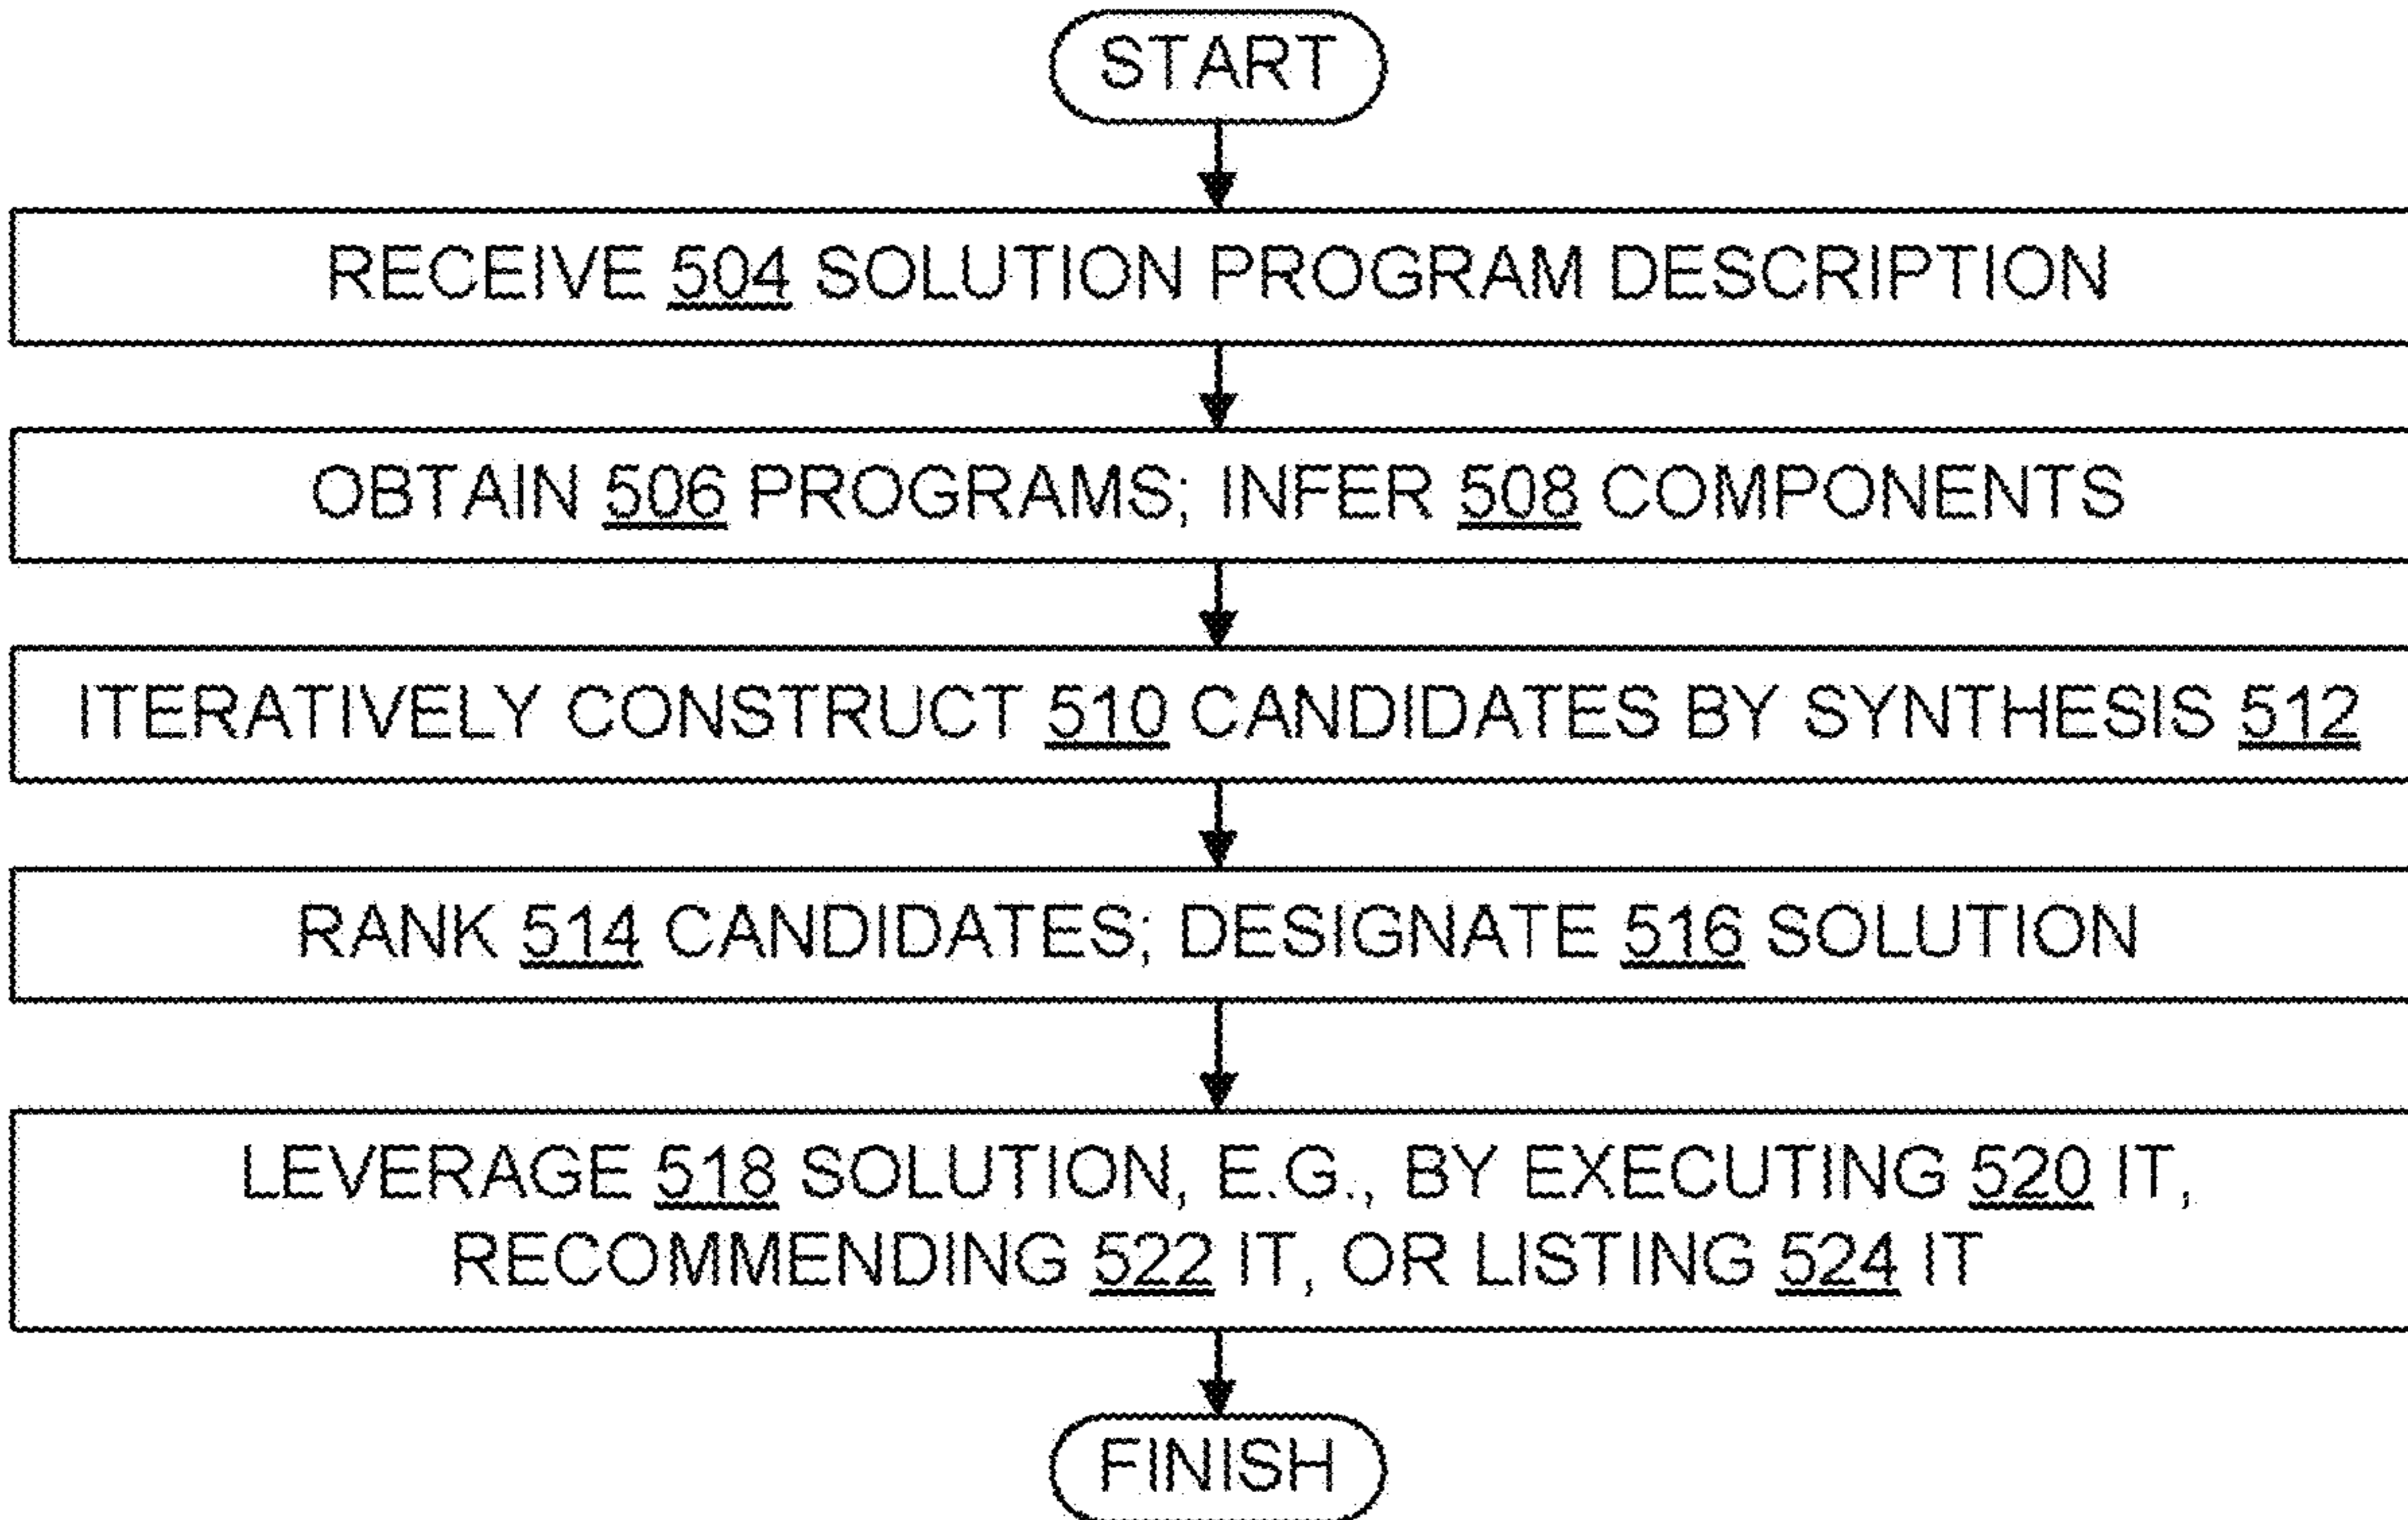 START
RECEIVE 504 SOLUTION PROGRAM DESCRIPTION
OBTAIN 506 PROGRAMS; INFER 508 COMPONENTS
ITERATIVELY CONSTRUCT 510 CANDIDATES BY SYNTHESIS 512
RANK 514 CANDIDATES; DESIGNATE 516 SOLUTION
LEVERAGE 518 SOLUTION, E.G., BY EXECUTING 520 IT,
RECOMMENDING 522 IT, OR LISTING 524 IT
FINISH